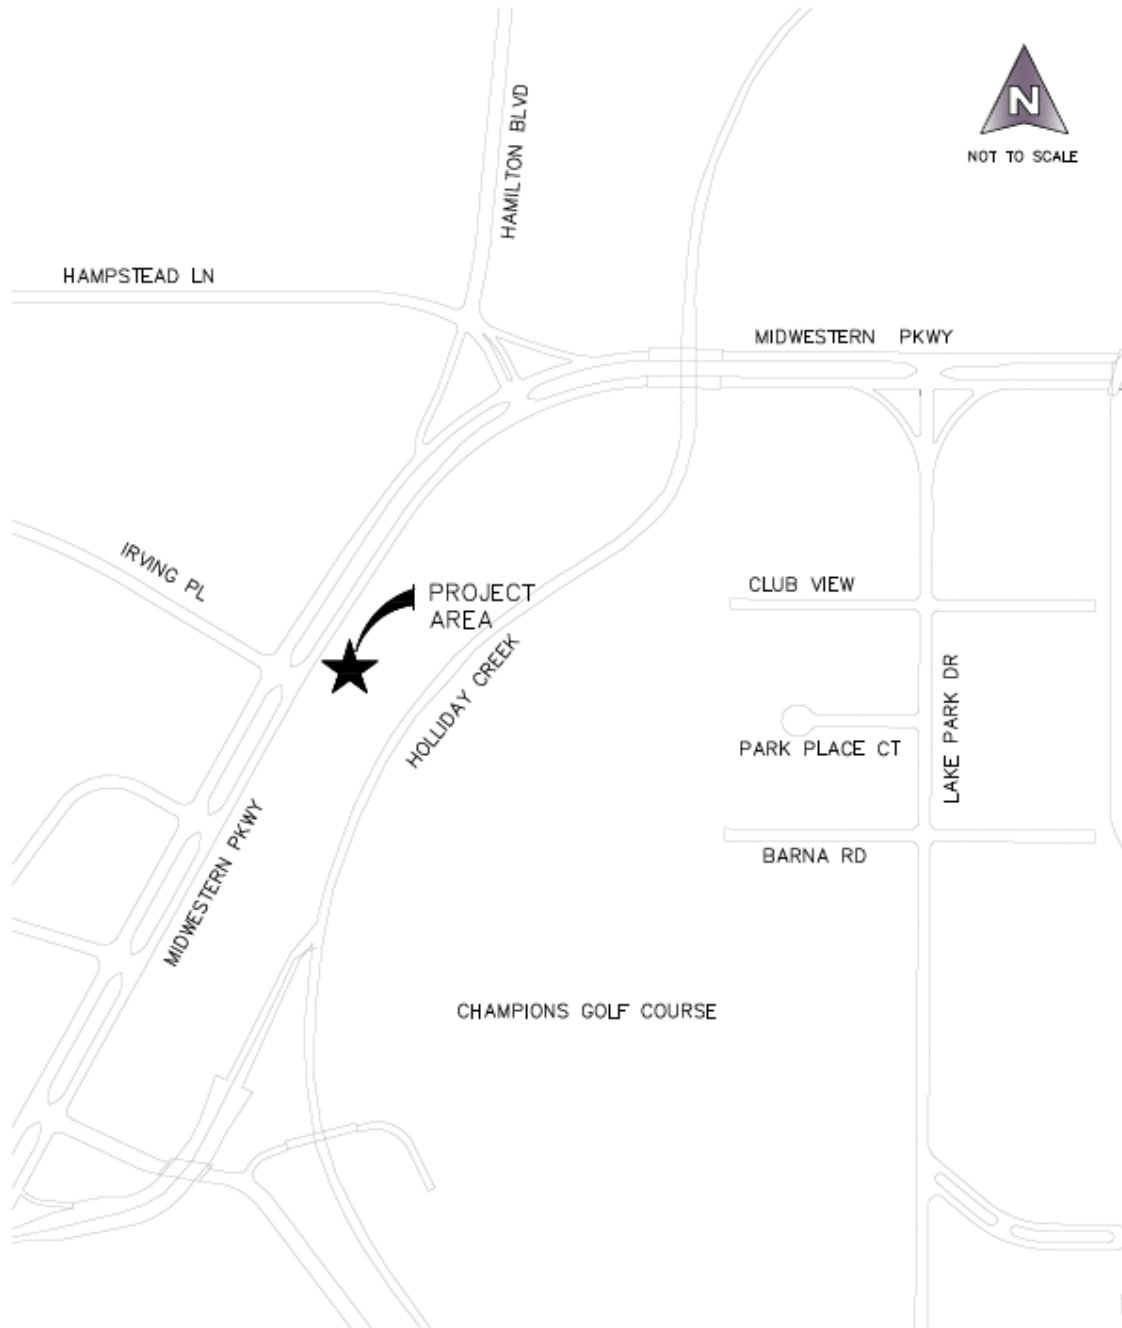 HAMILTON BLVD
N
NOT TO SCALE
HAMPSTEAD LN
MIDWESTERN PKWY
IRVING PL
PROJECT
AREA
CLUB VIEW
HOLLIDAY CREEK
LAKE PARK DR
PARK PLACE CT
MIDWESTERN PKWY
BARNA RD
CHAMPIONS GOLF COURSE